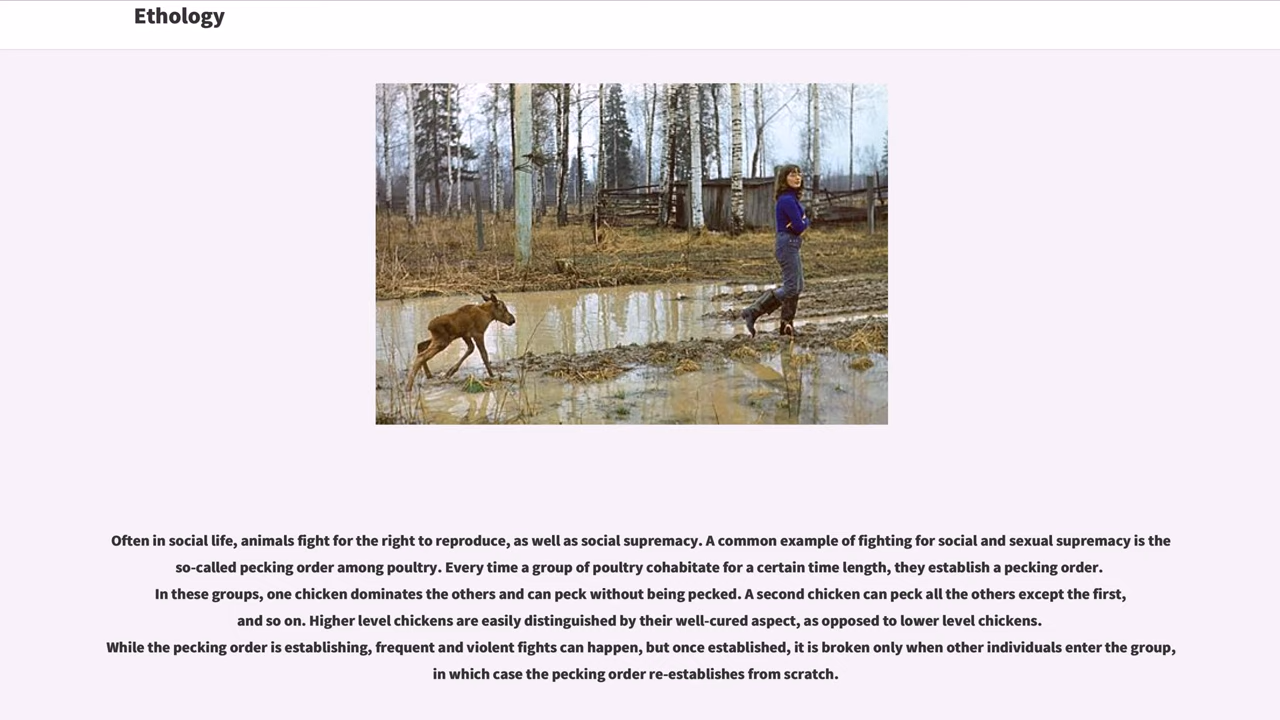 Ethology
Often in social life, animals fight for the right to reproduce, as well as social supremacy. A common example of fighting for social and sexual supremacy is the
so-called pecking order among poultry. Every time a group of poultry cohabitate for a certain time length, they establish a pecking order.
In these groups, one chicken dominates the others and can peck without being pecked. A second chicken can peck all the others except the first,
and so on. Higher level chickens are easily distinguished by their well-cured aspect, as opposed to lower level chickens.
While the pecking order is establishing, frequent and violent fights can happen, but once established, it is broken only when other individuals enter the group,
in which case the pecking order re-establishes from scratch.